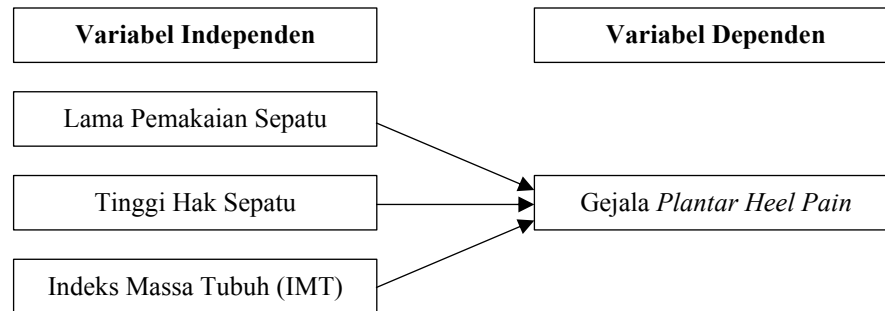 Variabel Independen
Variabel Dependen
Lama Pemakaian Sepatu
Tinggi Hak Sepatu
Gejala Plantar Heel Pain
Indeks Massa Tubuh (IMT)